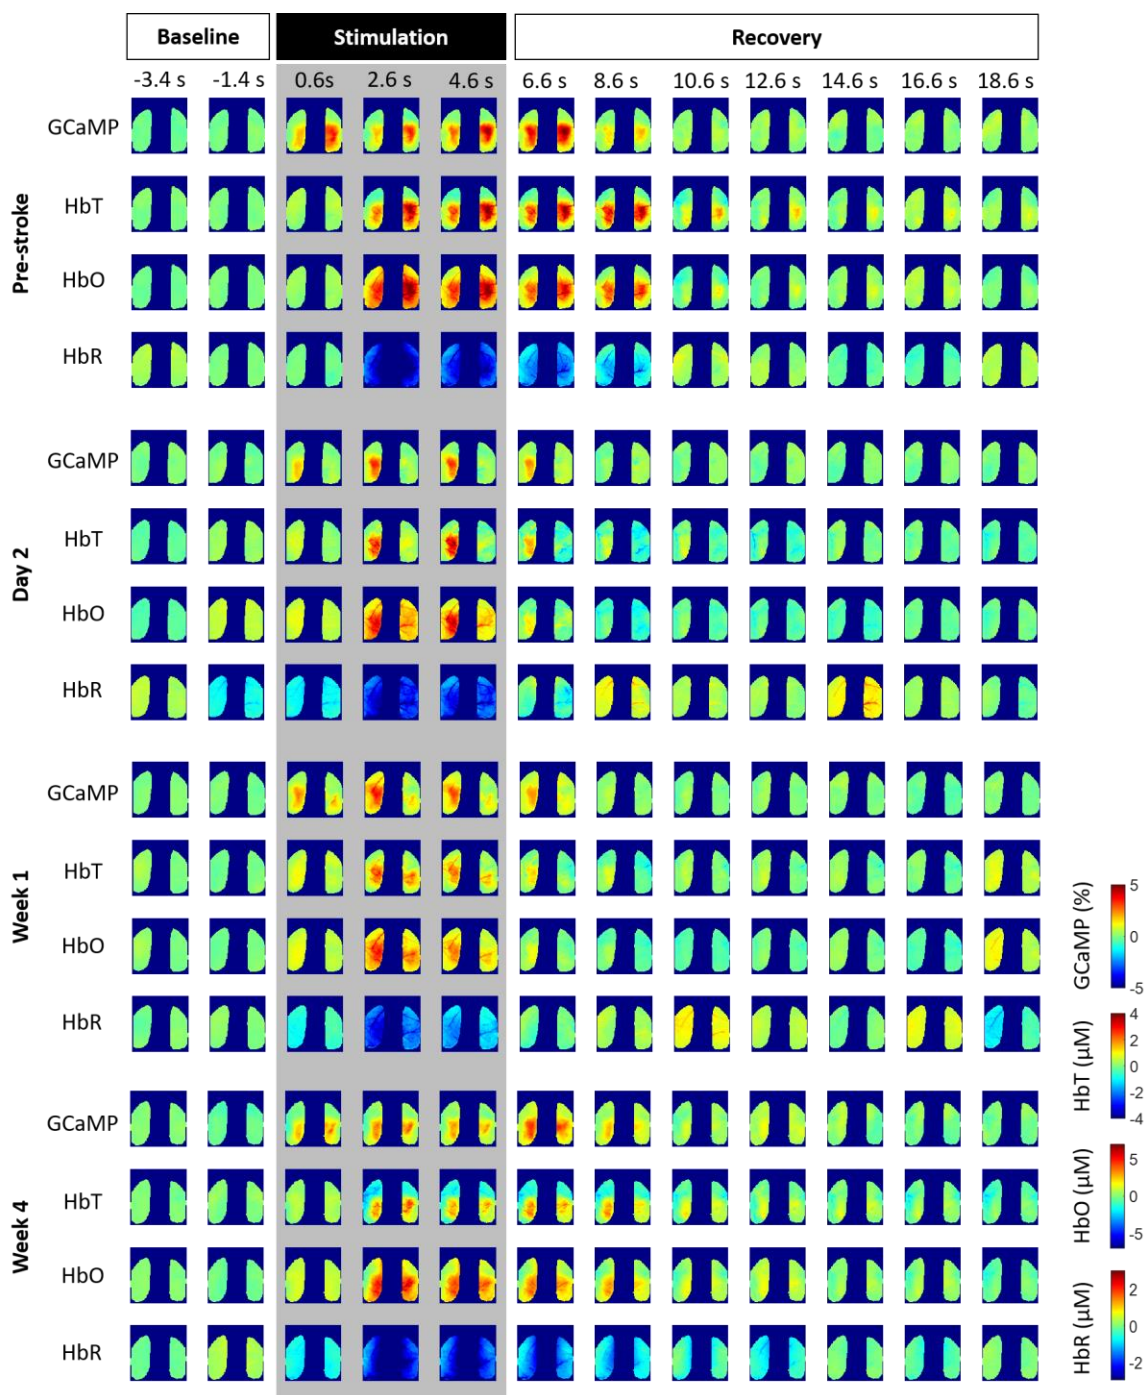 Baseline Stimulation Recovery
-3.4 s -1.4 s 0.6s 2.6 s 4.6 s 6.6 s 8.6 s 10.6 s 12.6 s 14.6 s 16.6 s 18.6 s
Pre-stroke
GCaMP
HbT
HbO
HbR
Day 2
GCaMP
HbT
HbO
HbR
Week 1
GCaMP
HbT
HbO
HbR
Week 4
GCaMP
HbT
HbO
HbR
GCaMP (%)
5
0
-5
HbT (µM)
4
2
0
-2
-4
HbO (µM)
5
0
-5
HbR (µM)
2
0
-2